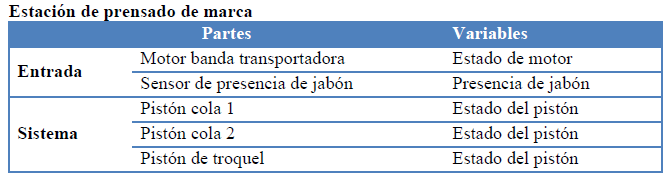 Estación de prensado de marca
Partes Variables
Entrada
Motor banda transportadora Estado de motor
Sensor de presencia de jabón Presencia de jabón
Sistema
Pistón cola 1 Estado del pistón
Pistón cola 2 Estado del pistón
Pistón de troquel Estado del pistón